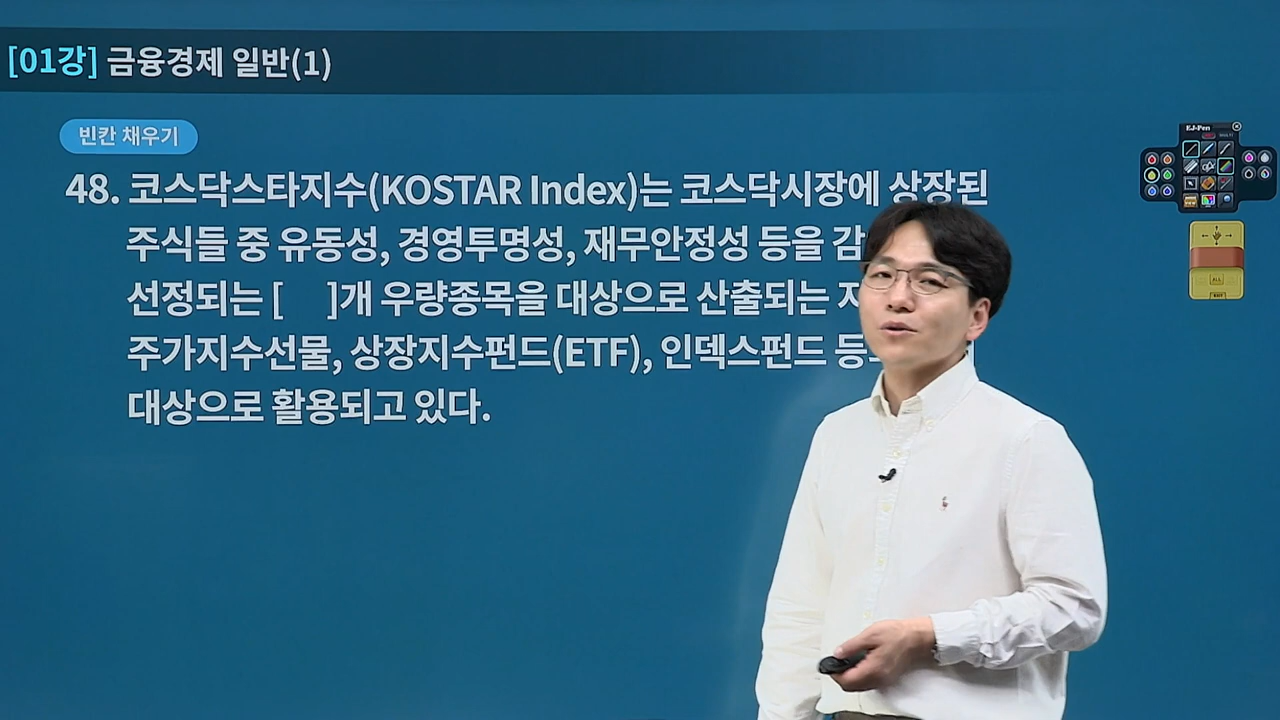 [01강] 금융경제 일반(1)
빈칸 채우기
48. 코스닥스타지수(KOSTAR Index)는 코스닥시장에 상장된
주식들 중 유동성, 경영투명성, 재무안정성 등을 감
선정되는 [ ]개 우량종목을 대상으로 산출되는
주가지수선물, 상장지수펀드(ETF), 인덱스펀드 등
대상으로 활용되고 있다.
EJ-Pen
ALL
EXIT